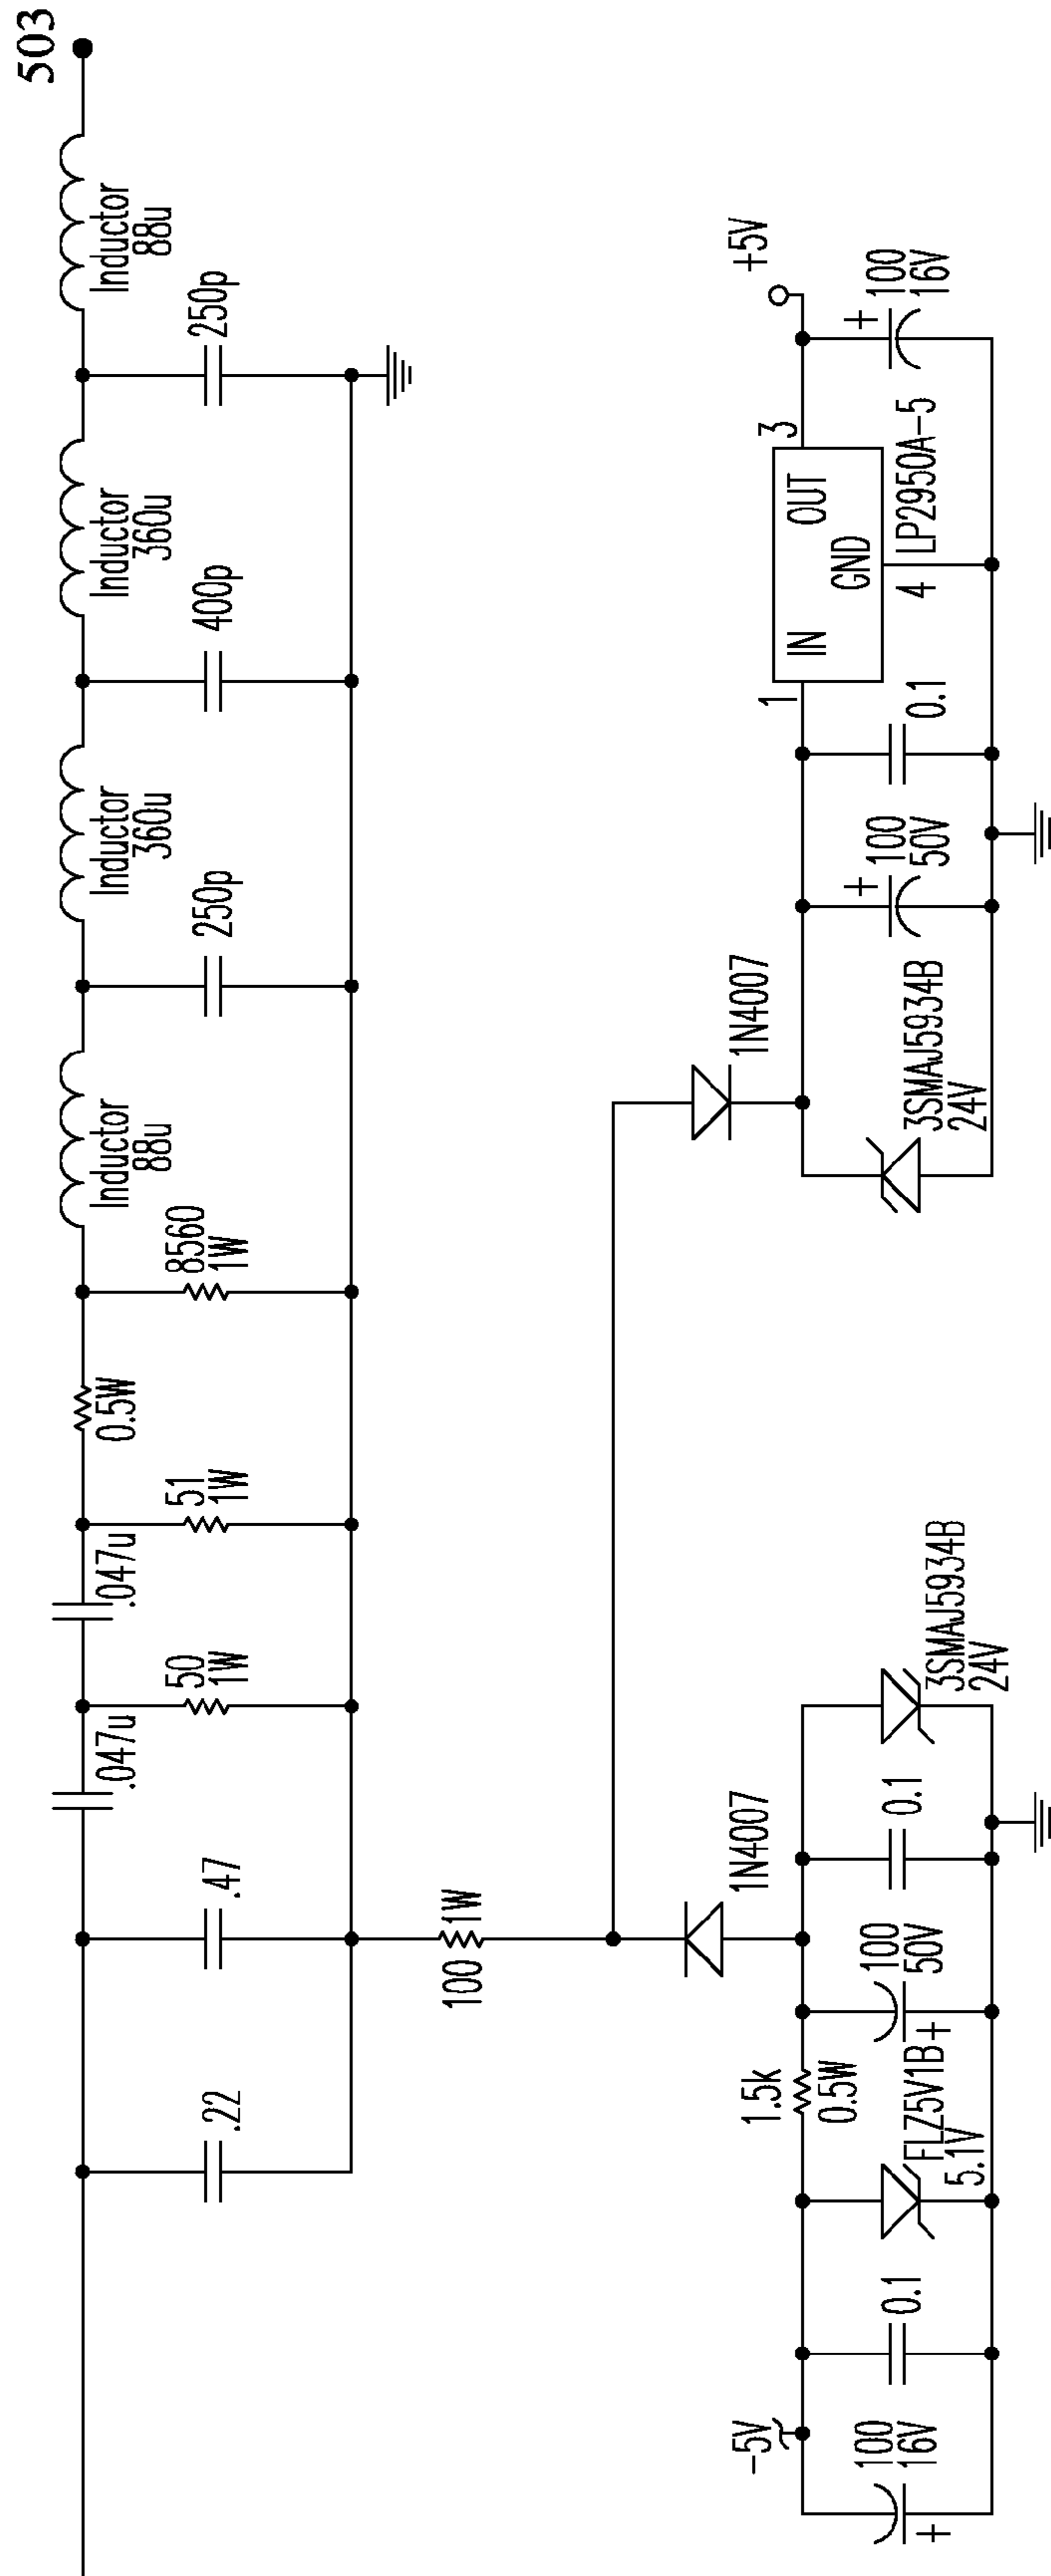 503
Inductor
88u
250p
Inductor
360u
400p
Inductor
360u
250p
Inductor
88u
8560
1W
0.5W
51
1W
.047u
50
1W
.047u
.47
.22
100
1W
+5V
100
16V
+
3
OUT
GND
IN
LP2950A-5
4
1
0.1
100
50V
+
1N4007
3SMAJ5934B
24V
3SMAJ5934B
24V
0.1
1N4007
100
50V
+
1.5k
0.5W
FLZ5V1B
5.1V
0.1
-5V
100
16V
+